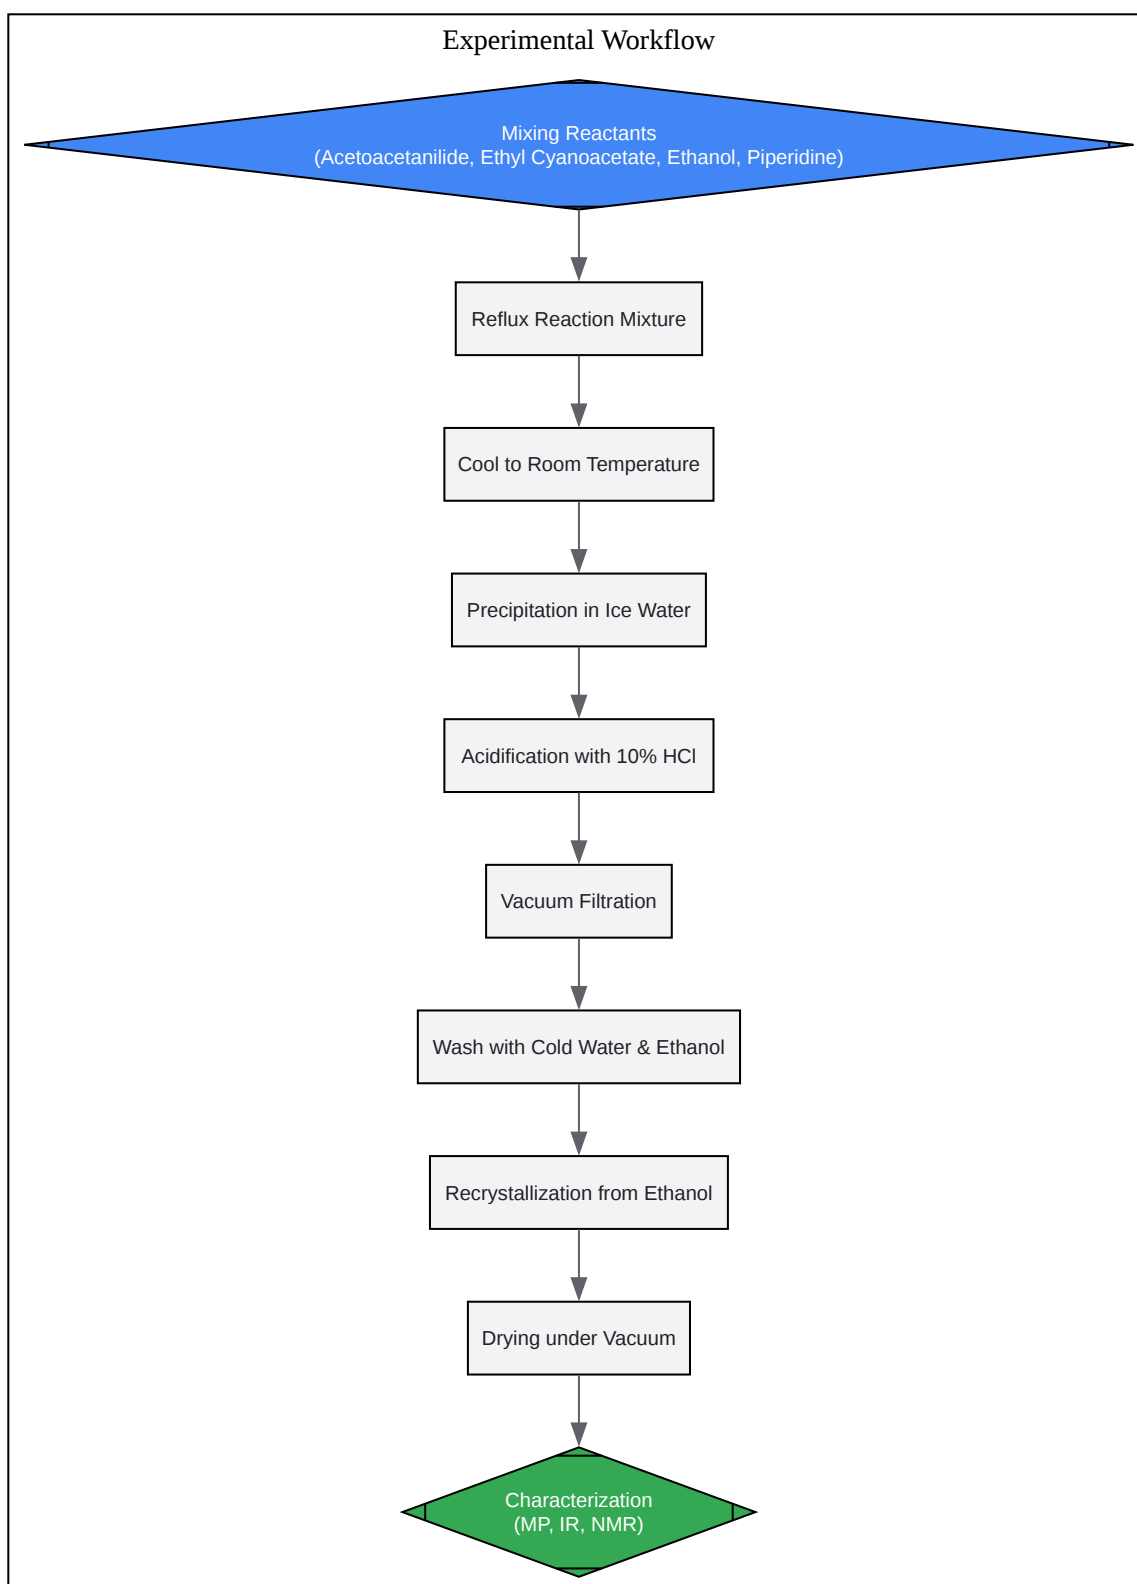 Experimental Workflow
Mixing Reactants
(Acetoacetanilide, Ethyl Cyanoacetate, Ethanol, Piperidine)
Reflux Reaction Mixture
Cool to Room Temperature
Precipitation in Ice Water
Acidification with 10% HCl
Vacuum Filtration
Wash with Cold Water & Ethanol
Recrystallization from Ethanol
Drying under Vacuum
Characterization
(MP, IR, NMR)